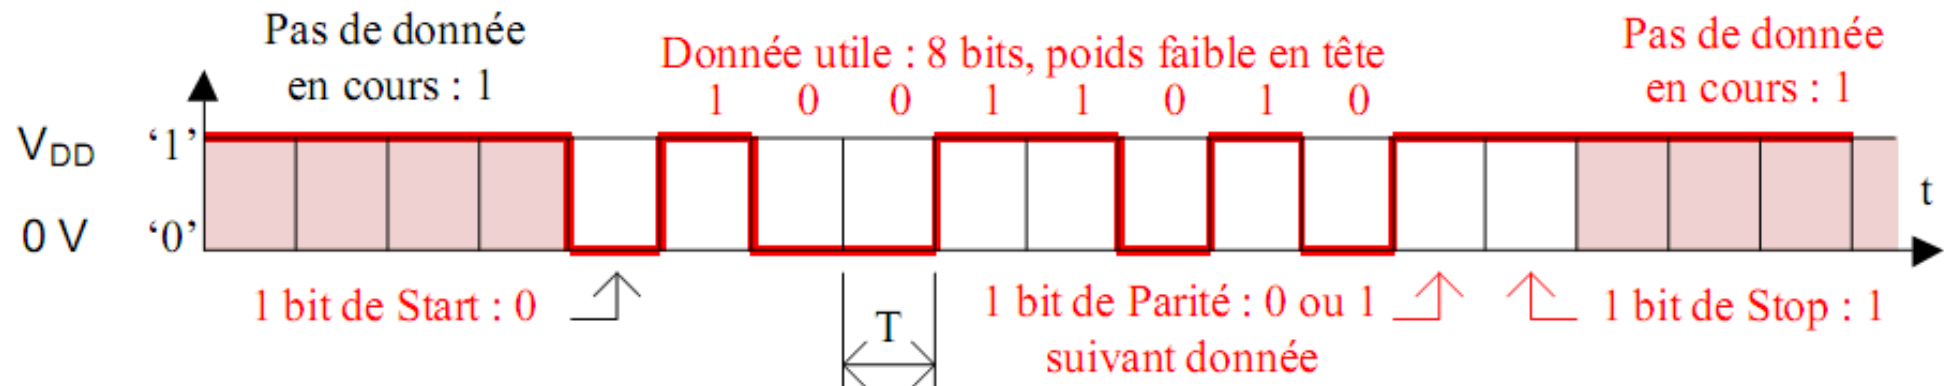 Pas de donnée
en cours : 1
Donnée utile : 8 bits, poids faible en tête
1 0 0 1 1 0 1 0
Pas de donnée
en cours : 1
VDD ‘1’
0 V ‘0’
t
1 bit de Start : 0
T
1 bit de Parité : 0 ou 1
suivant donnée
1 bit de Stop : 1